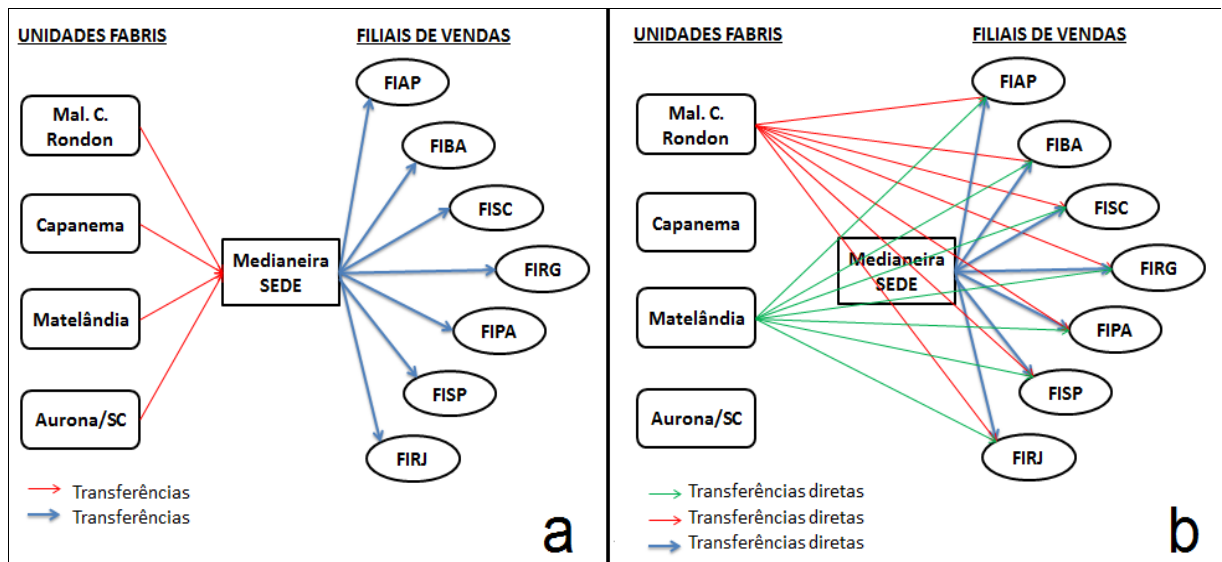 UNIDADES FABRIS
FILIAIS DE VENDAS
Mal. C.
Rondon
Capanema
Matelândia
Aurona/SC
Medianeira
SEDE
FIAP
FIBA
FISC
FIRG
FIPA
FISP
FIRJ
Transferências
Transferências
a
UNIDADES FABRIS
FILIAIS DE VENDAS
Mal. C.
Rondon
Capanema
Matelândia
Aurona/SC
Medianeira
SEDE
FIAP
FIBA
FISC
FIRG
FIPA
FISP
FIRJ
Transferências diretas
Transferências diretas
Transferências diretas
b